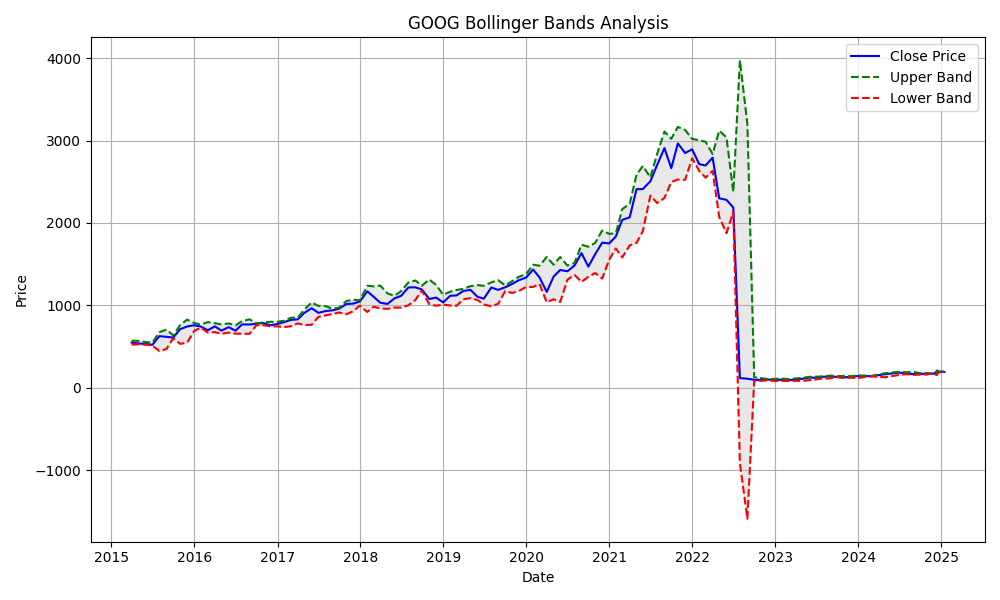 GOOG Bollinger Bands Analysis
Close Price
Upper Band
Lower Band
Price
4000
3000
2000
1000
0
−1000
2015 2016 2017 2018 2019 2020 2021 2022 2023 2024 2025
Date